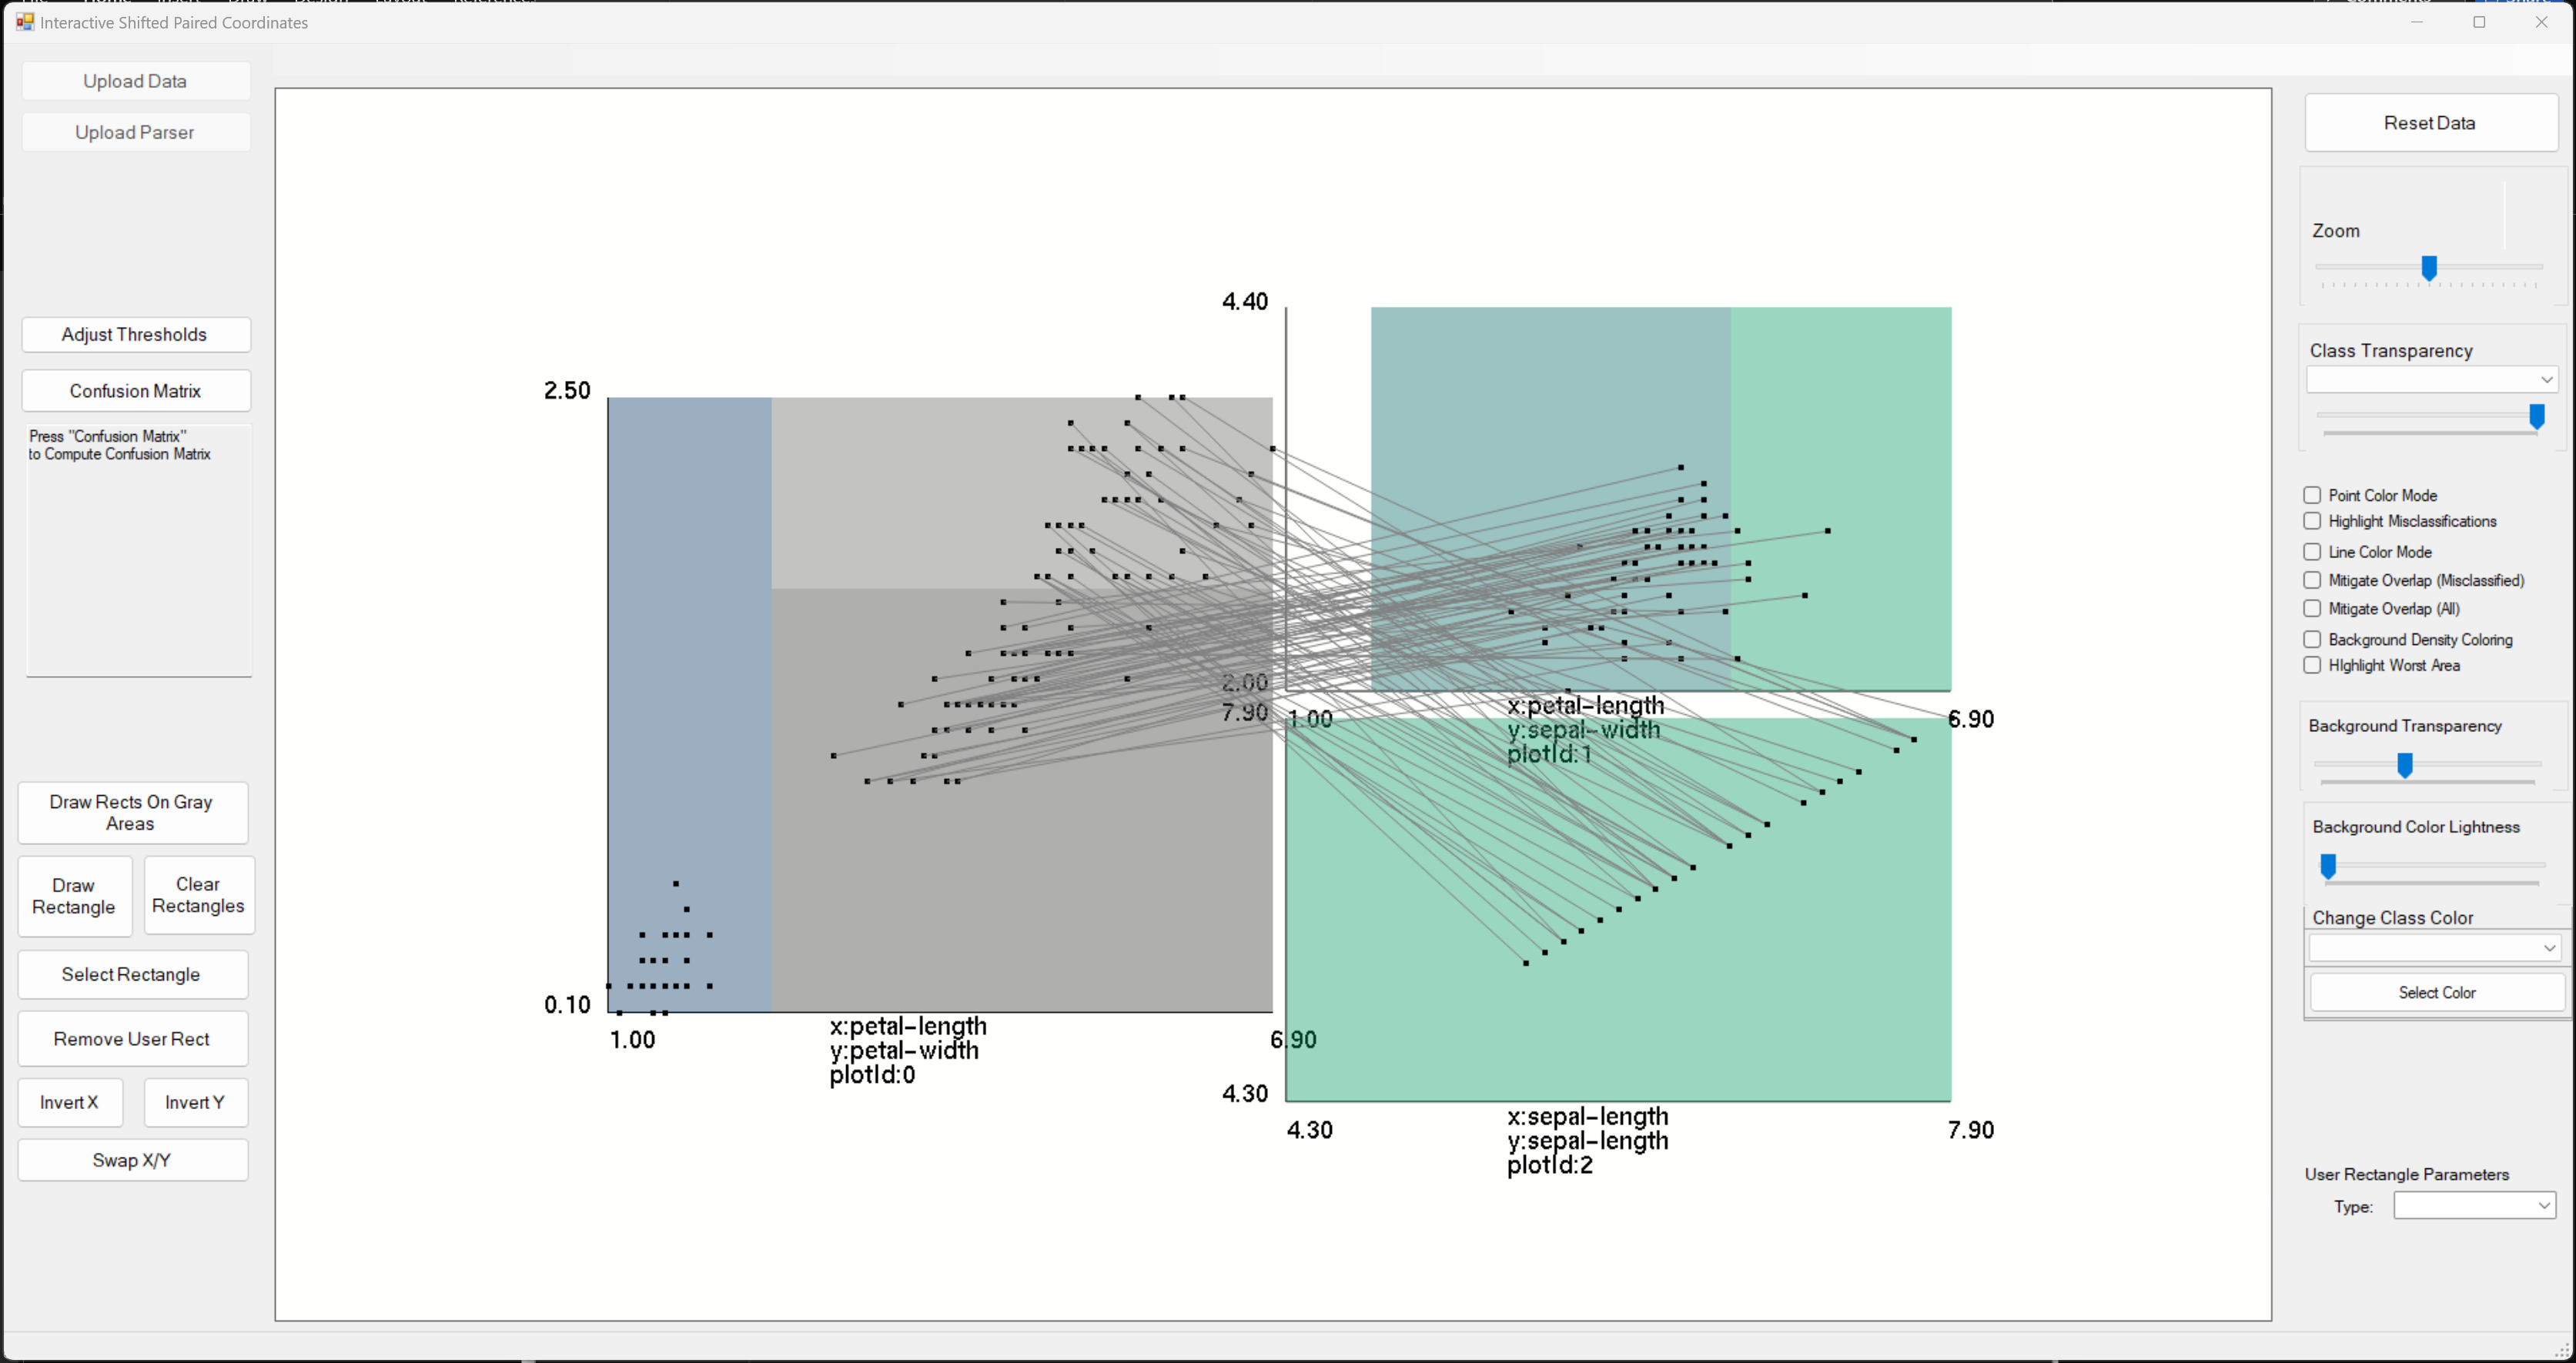 Interactive Shifted Paired Coordinates
Upload Data
Upload Parser
Adjust Thresholds
Confusion Matrix
Press "Confusion Matrix"
to Compute Confusion Matrix
Draw Rects On Gray
Areas
Draw
Rectangle
Clear
Rectangles
Select Rectangle
Remove User Rect
Invert X
Invert Y
Swap X/Y
2.50
0.10
1.00
6.90
x:petal-length
y:petal-width
plotId:0
4.40
2.00
1.00
6.90
x:petal-length
y:sepal-width
plotId:1
7.90
4.30
4.30
7.90
x:sepal-length
y:sepal-length
plotId:2
Reset Data
Zoom
Class Transparency
Point Color Mode
Highlight Misclassifications
Line Color Mode
Mitigate Overlap (Misclassified)
Mitigate Overlap (All)
Background Density Coloring
HIghlight Worst Area
Background Transparency
Background Color Lightness
Change Class Color
Select Color
User Rectangle Parameters
Type: